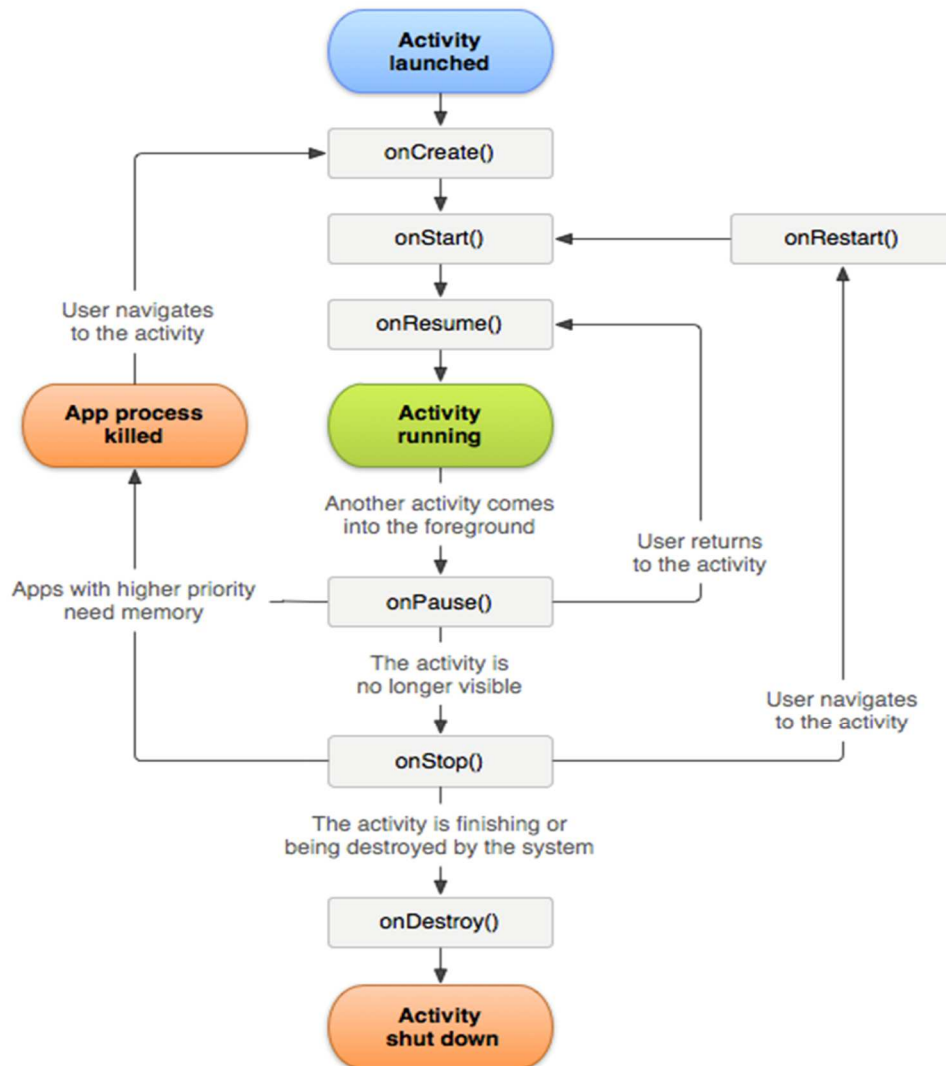 Activity
launched
onCreate()
onStart()
onRestart()
onResume()
User navigates
to the activity
App process
killed
Activity
running
Another activity comes
into the foreground
User returns
to the activity
Apps with higher priority
need memory
onPause()
The activity is
no longer visible
User navigates
to the activity
onStop()
The activity is finishing or
being destroyed by the system
onDestroy()
Activity
shut down